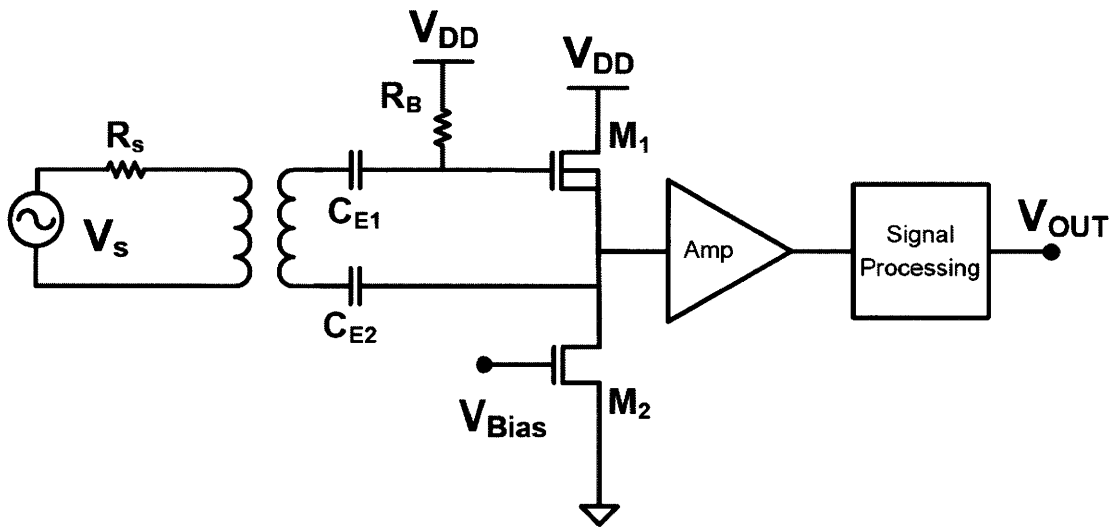 V_DD
V_DD
R_B
M_1
R_s
C_E1
V_s
Amp
Signal
Processing
V_OUT
C_E2
V_Bias
M_2